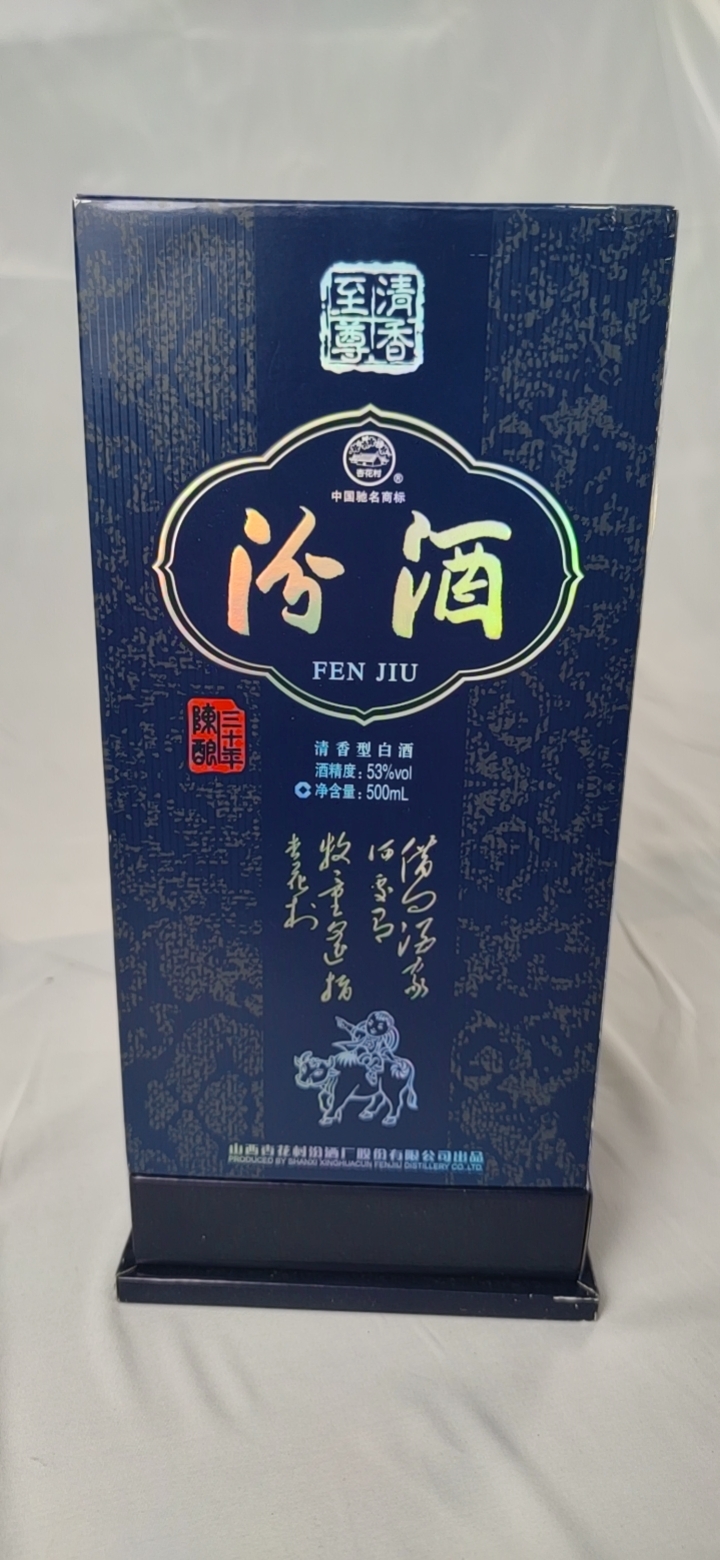 清香
至尊
杏花村
®
中国驰名商标
汾酒
FEN JIU
三十年
陳酿
清香型白酒
酒精度：53%vol
净含量：500mL
借问酒家
何处有
牧童遥指
杏花村
山西杏花村汾酒厂股份有限公司出品
PRODUCED BY SHANXI XINGHUACUN FENJIU DISTILLERY CO.,LTD.